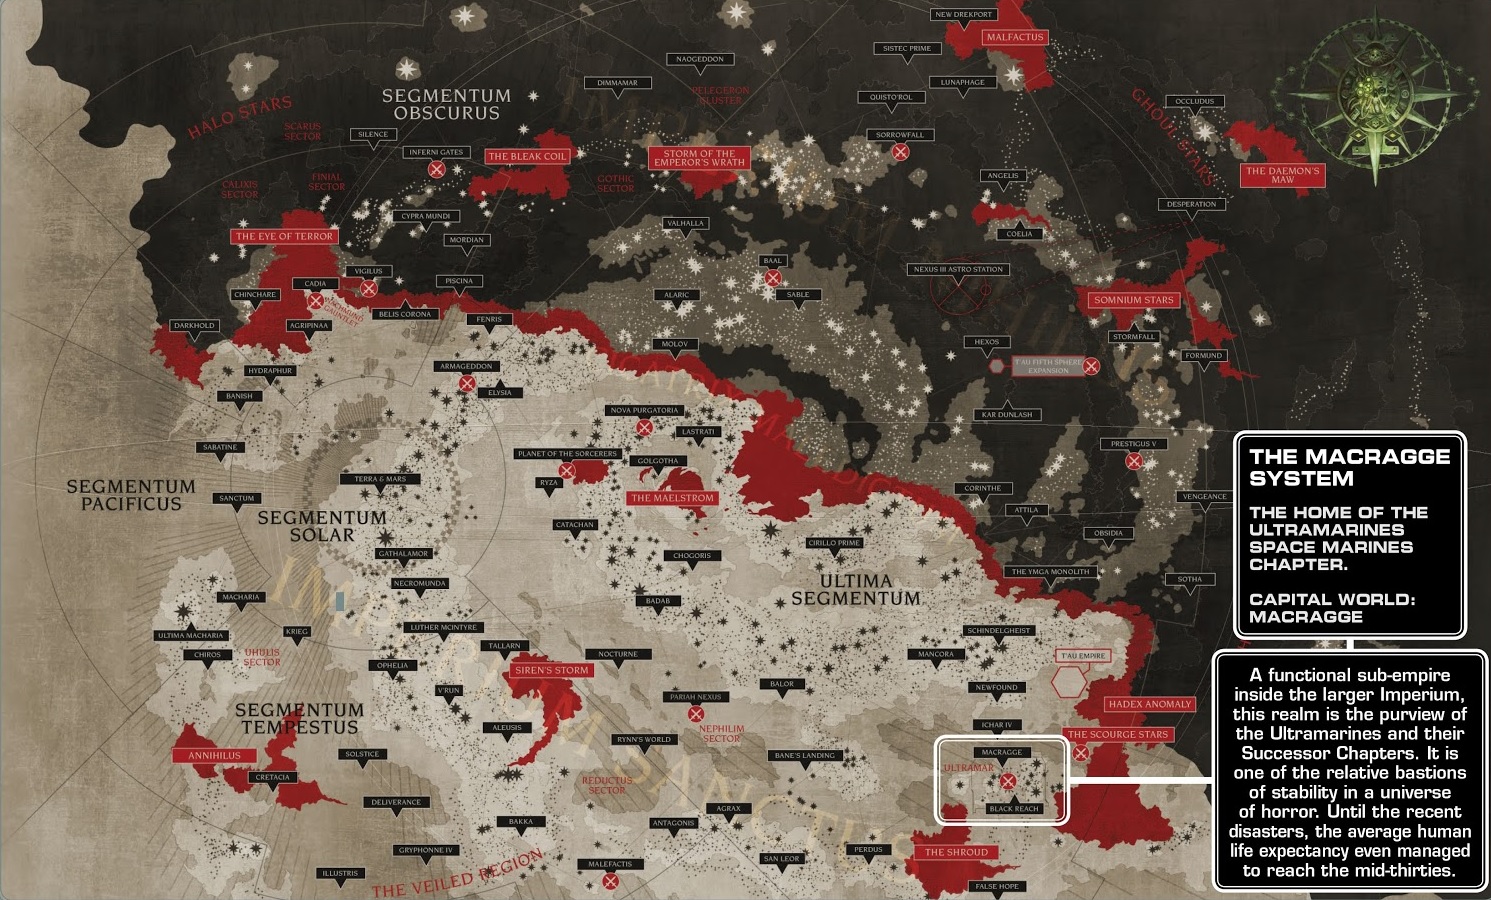 NEW DREKPORT
MALFACTUS
SISTEC PRIME
NAOGEDDON
DIMMAMAR
LUNAPHAGE
PELEGERON
CLUSTER
SEGMENTUM
OBSCURUS
HALO STARS
GHOUL STARS
OCCLUDUS
SCARUS
SECTOR
SILENCE
SORROWFALL
INFERNI GATES
THE BLEAK COIL
STORM OF THE
EMPEROR'S WRATH
THE DAEMON'S
MAW
CALIXIS
SECTOR
FINIAL
SECTOR
GOTHIC
SECTOR
ANGELIS
DESPERATION
CYPRA MUNDI
VALHALLA
COELIA
THE EYE OF TERROR
MORDIAN
BAAL
VIGILUS
NEXUS III ASTRO STATION
CADIA
PISCINA
CHINCHARE
ALARIC
SABLE
SOMNIUM STARS
NACHMUND
GAUNTLET
BELIS CORONA
FENRIS
DARKHOLD
AGRIPINAA
STORMFALL
MOLOV
HEXOS
FORMUND
HYDRAPHUR
ARMAGEDDON
T'AU FIFTH SPHERE
EXPANSION
ELYSIA
BANISH
NOVA PURGATORIA
KAR DUNLASH
LASTRATI
SABATINE
PRESTIGUS V
PLANET OF THE SORCERERS
GOLGOTHA
TERRA & MARS
RYZA
THE MAELSTROM
CORINTHE
SEGMENTUM
PACIFICUS
SANCTUM
VENGEANCE
ATTILA
SEGMENTUM
SOLAR
CATACHAN
OBSIDIA
CIRILLO PRIME
GATHALAMOR
CHOGORIS
THE YMGA MONOLITH
NECROMUNDA
ULTIMA
SEGMENTUM
SOTHA
MACHARIA
BADAB
LUTHER MCINTYRE
ULTIMA MACHARIA
KRIEG
SCHINDELGHEIST
TALLARN
CHIROS
UHULIS
SECTOR
NOCTURNE
MANCORA
T'AU EMPIRE
OPHELIA
SIREN'S STORM
V'RUN
BALOR
NEWFOUND
PARIAH NEXUS
HADEX ANOMALY
SEGMENTUM
TEMPESTUS
ALEUSIS
NEPHILIM
SECTOR
ICHAR IV
THE SCOURGE STARS
RYNN'S WORLD
ANNIHILUS
SOLSTICE
BANE'S LANDING
MACRAGGE
ULTRAMAR
CRETACIA
REDUCTUS
SECTOR
DELIVERANCE
AGRAX
BLACK REACH
BAKKA
ANTAGONIS
GRYPHONNE IV
PERDUS
THE SHROUD
SAN LEOR
MALEFACTIS
ILLUSTRIS
THE VEILED REGION
FALSE HOPE
IMPERIUM SANCTUS
THE MACRAGGE
SYSTEM
THE HOME OF THE
ULTRAMARINES
SPACE MARINES
CHAPTER.
CAPITAL WORLD:
MACRAGGE
A functional sub-empire
inside the larger Imperium,
this realm is the purview of
the Ultramarines and their
Successor Chapters. It is
one of the relative bastions
of stability in a universe
of horror. Until the recent
disasters, the average human
life expectancy even managed
to reach the mid-thirties.